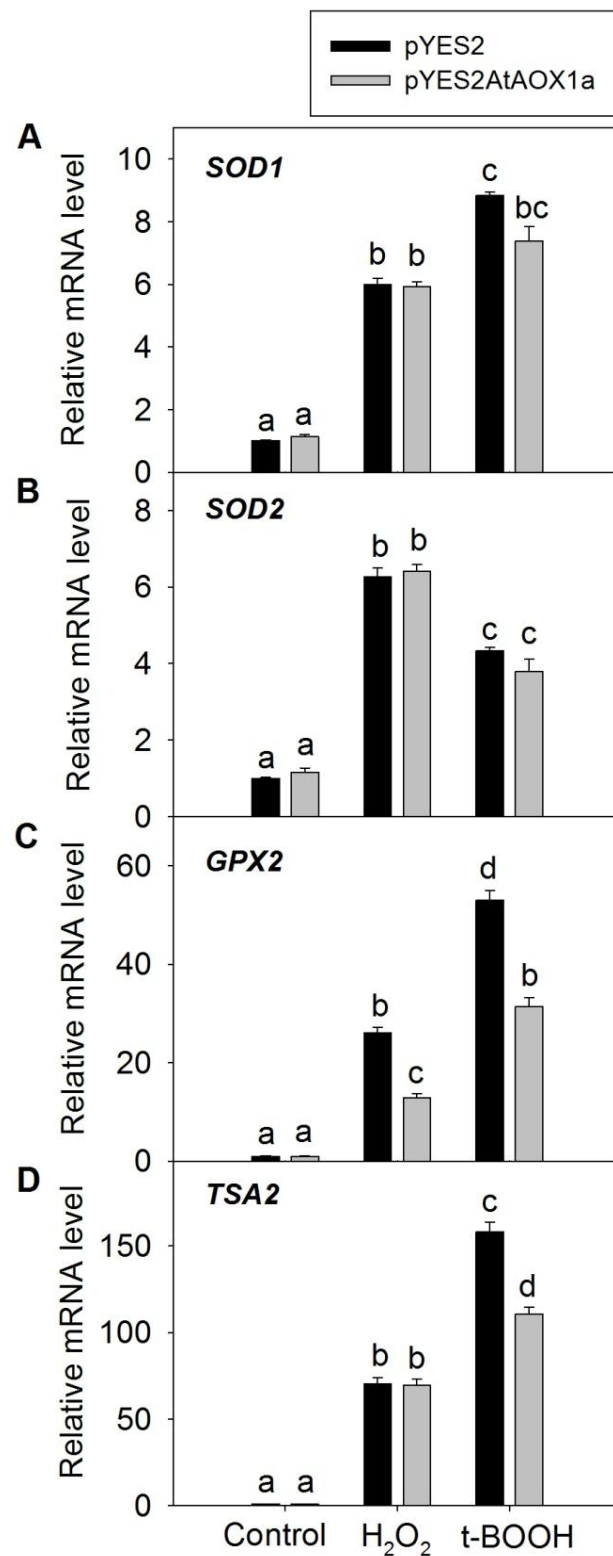 pYES2
pYES2AtAOX1a
A
SOD1
Relative mRNA level
10
8
6
4
2
0
a a
b b
c
bc
B
SOD2
Relative mRNA level
8
6
4
2
0
a a
b b
c c
C
GPX2
Relative mRNA level
60
40
20
0
a a
b
c
d
b
D
TSA2
Relative mRNA level
150
100
50
0
a a
b b
c
d
Control H₂O₂ t-BOOH